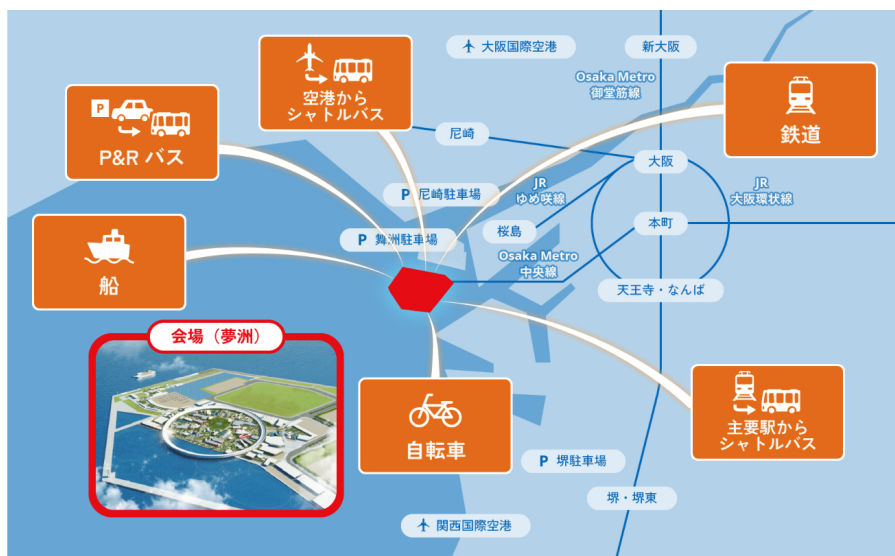 空港から
シャトルバス
大阪国際空港
新大阪
Osaka Metro
御堂筋線
P
P&R バス
鉄道
尼崎
大阪
P 尼崎駐車場
JR
ゆめ咲線
JR
大阪環状線
船
P 舞洲駐車場
桜島
本町
Osaka Metro
中央線
天王寺・なんば
会場（夢洲）
自転車
主要駅から
シャトルバス
P 堺駐車場
堺・堺東
関西国際空港